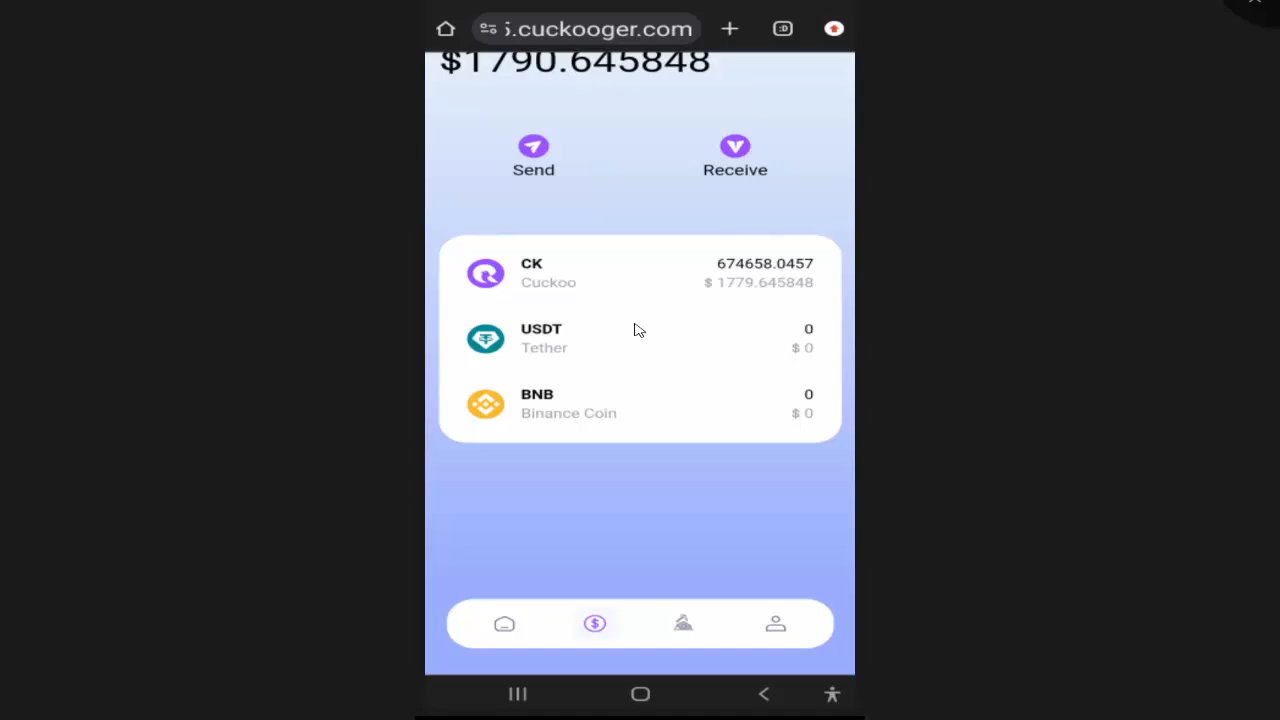 5.cuckooger.com
:D
$1790.645848
Send
Receive
CK
674658.0457
Cuckoo
$ 1779.645848
USDT
0
Tether
$ 0
BNB
0
Binance Coin
$ 0